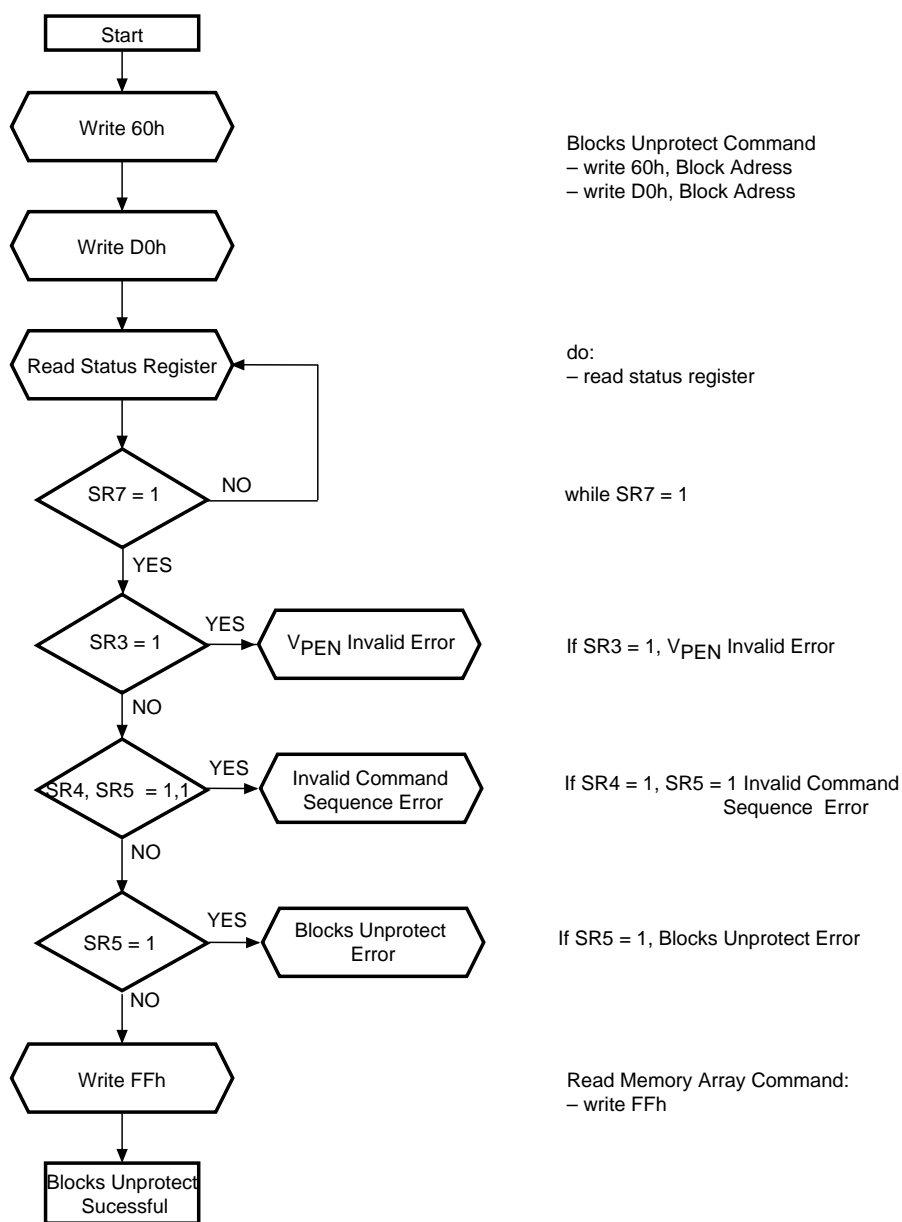 Start
Write 60h
Blocks Unprotect Command
– write 60h, Block Adress
– write D0h, Block Adress
Write D0h
Read Status Register
do:
– read status register
SR7 = 1
NO
while SR7 = 1
YES
SR3 = 1
YES
VPEN Invalid Error
If SR3 = 1, VPEN Invalid Error
NO
SR4, SR5 = 1,1
YES
Invalid Command
Sequence Error
If SR4 = 1, SR5 = 1 Invalid Command
Sequence Error
NO
SR5 = 1
YES
Blocks Unprotect
Error
If SR5 = 1, Blocks Unprotect Error
NO
Write FFh
Read Memory Array Command:
– write FFh
Blocks Unprotect
Sucessful